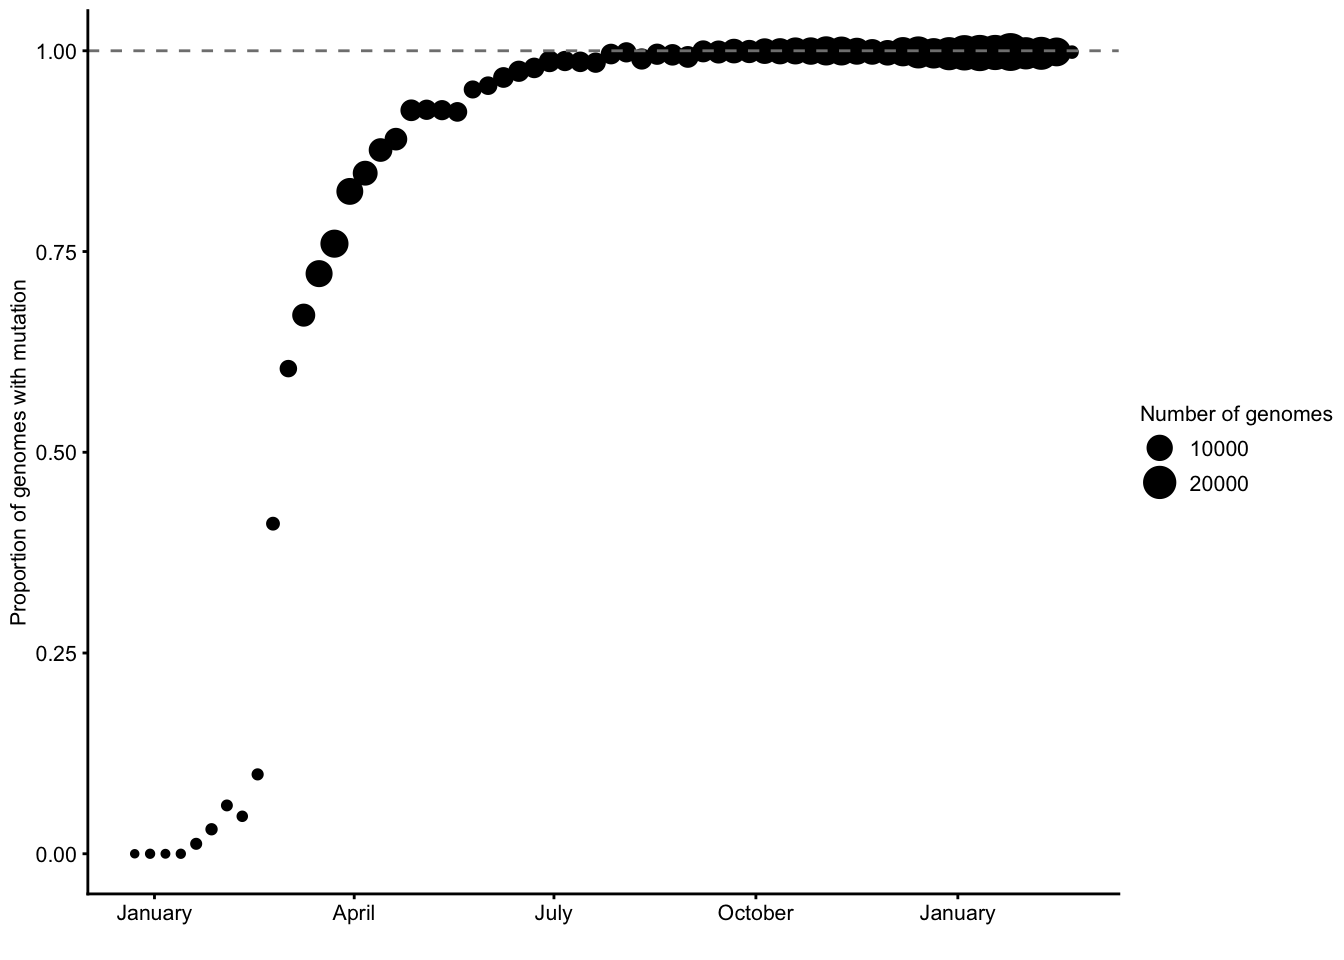 1.00
0.75
0.50
0.25
0.00
Proportion of genomes with mutation
January
April
July
October
January
Number of genomes
10000
20000